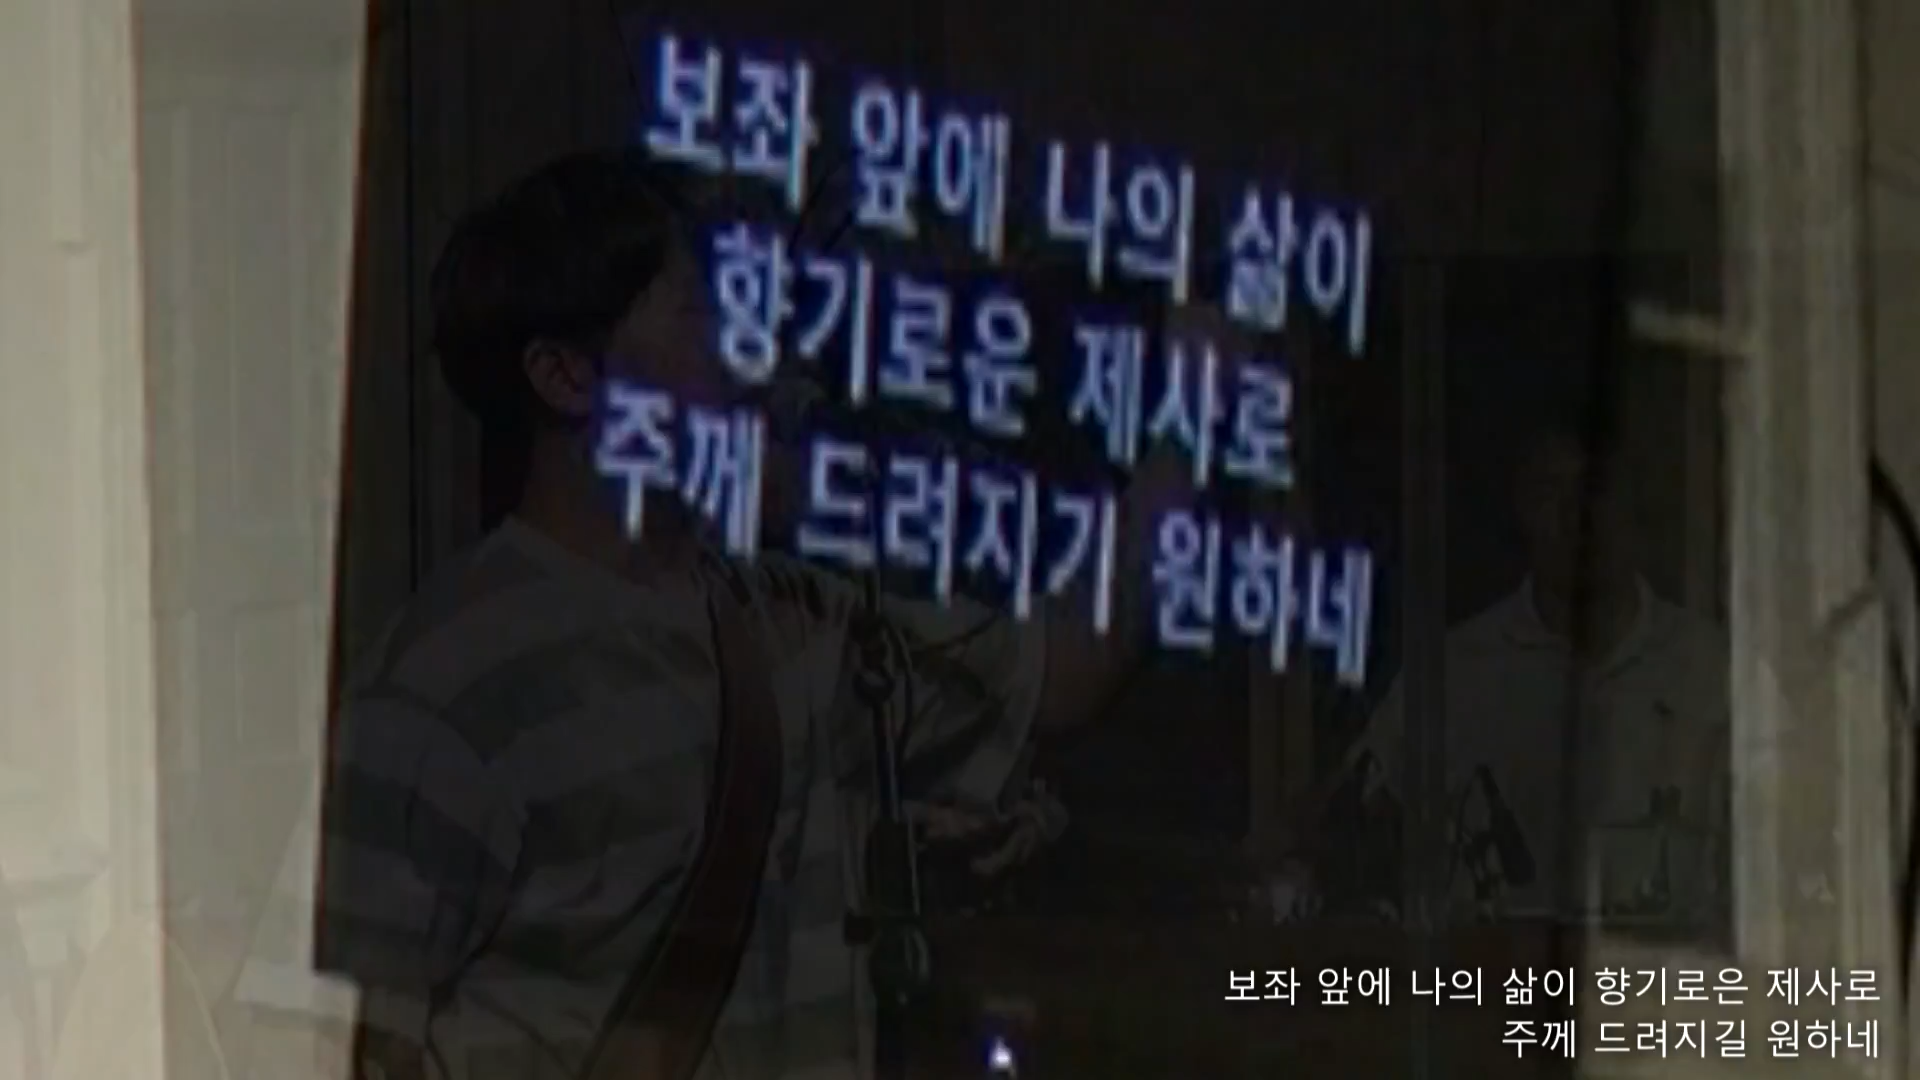 보좌 앞에 나의 삶이
향기로운 제사로
주께 드려지기 원하네
보좌 앞에 나의 삶이 향기로은 제사로
주께 드려지길 원하네